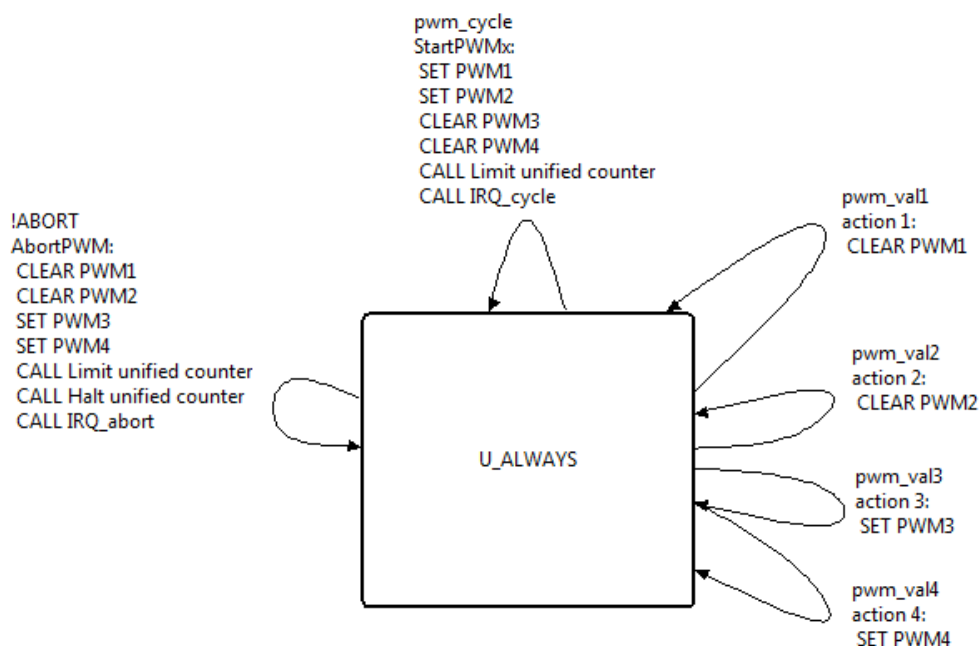 pwm_cycle
StartPWMx:
SET PWM1
SET PWM2
CLEAR PWM3
CLEAR PWM4
CALL Limit unified counter
CALL IRQ_cycle
!ABORT
AbortPWM:
CLEAR PWM1
CLEAR PWM2
SET PWM3
SET PWM4
CALL Limit unified counter
CALL Halt unified counter
CALL IRQ_abort
U_ALWAYS
pwm_val1
action 1:
CLEAR PWM1
pwm_val2
action 2:
CLEAR PWM2
pwm_val3
action 3:
SET PWM3
pwm_val4
action 4:
SET PWM4